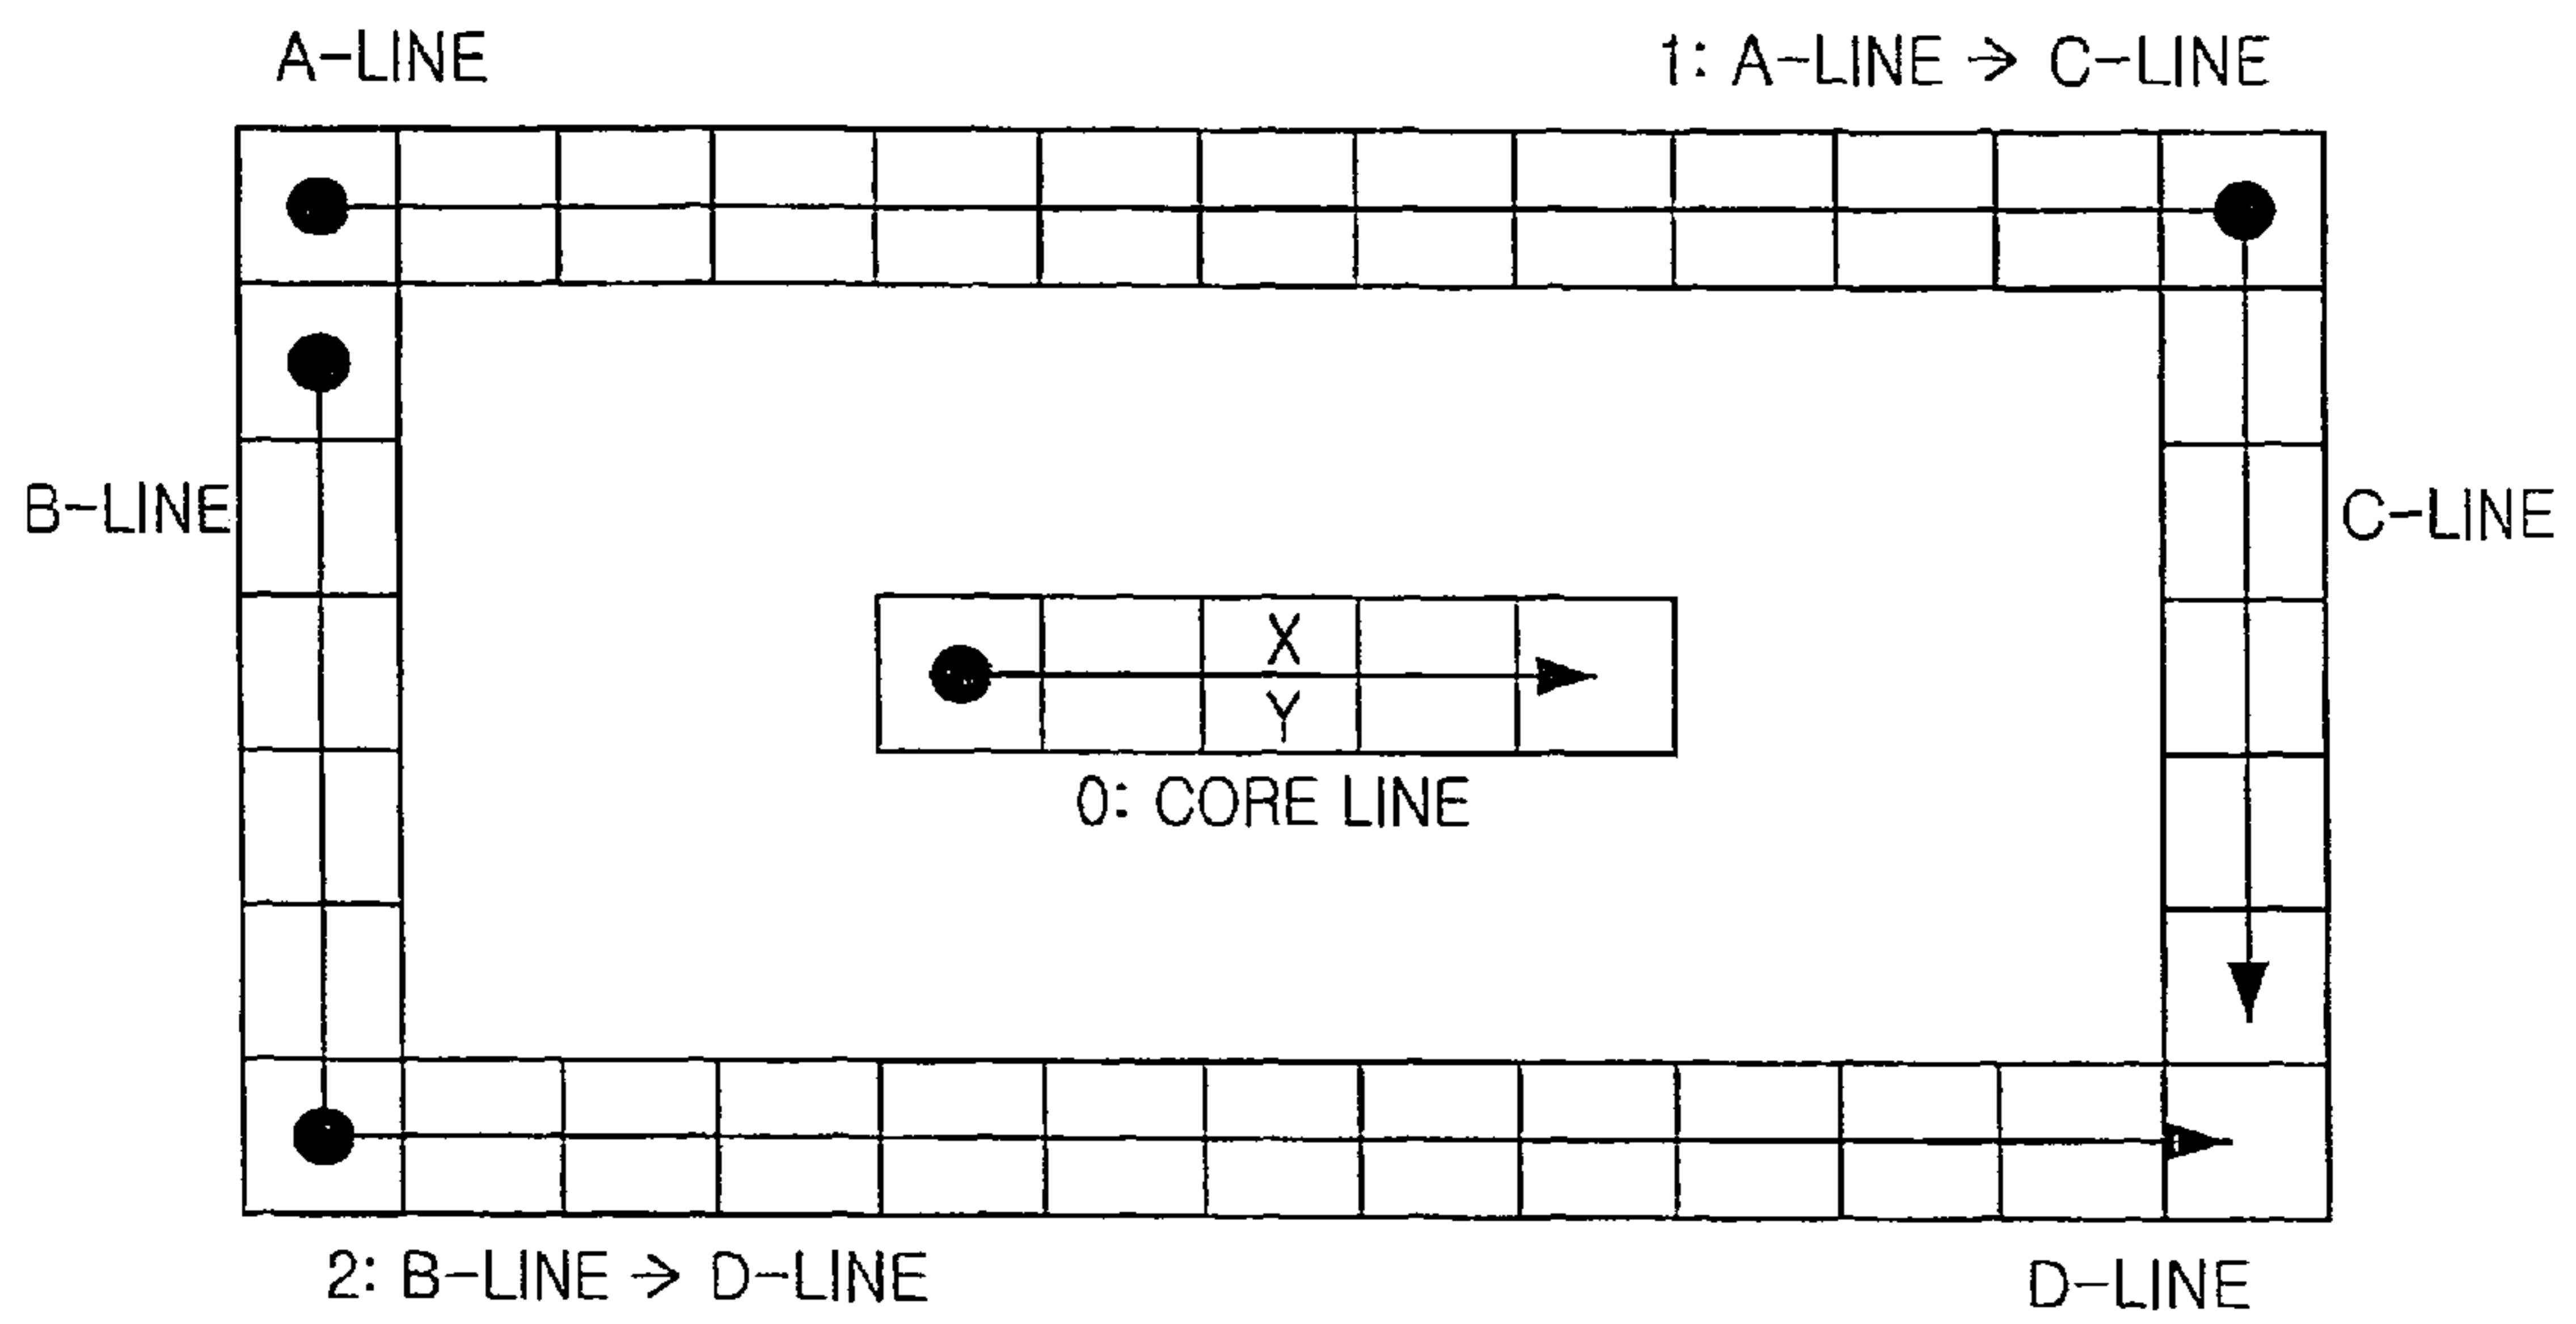 A-LINE
1: A-LINE → C-LINE
B-LINE
C-LINE
X
Y
0: CORE LINE
2: B-LINE → D-LINE
D-LINE